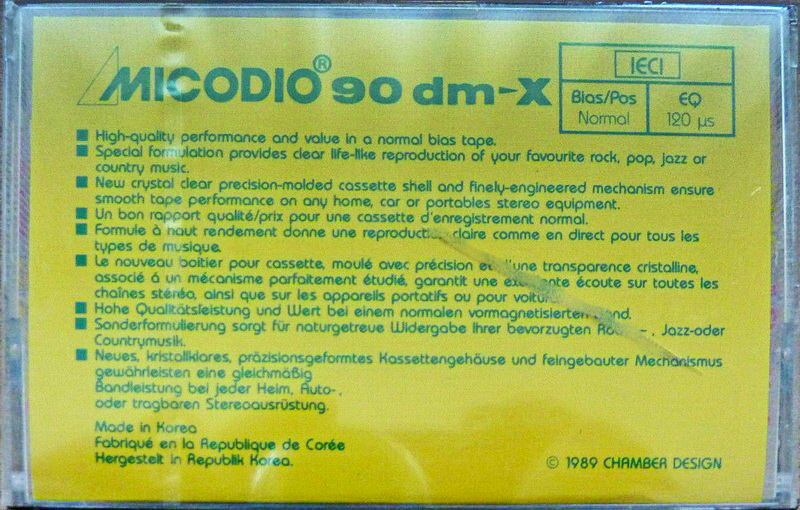 MICODIO® 90 dm-X
IECI
Bias/Pos EQ
Normal 120 µs
■ High-quality performance and value in a normal bias tape.
■ Special formulation provides clear life-like reproduction of your favourite rock, pop, jazz or
country music.
■ New crystal clear precision-molded cassette shell and finely-engineered mechanism ensure
smooth tape performance on any home, car or portables stereo equipment.
■ Un bon rapport qualité/prix pour une cassette d'enregistrement normal.
■ Formule à haut rendement donne une claire comme en direct pour tous les
types de musique.
■ Le nouveau boitier pour cassette, moulé avec précision transparence cristalline,
associé á un mécanisme parfaitement étudié, garantit une écoute sur toutes les
chaînes stéréo, ainsi que sur les appareils portatifs ou pour
■ Hohe Qualitätsleistung und Wert bei einem normalen
■ Sonderformulierung sorgt für naturgetreue Widergabe Ihrer bevorzugten Jazz-oder
Countrymusik.
■ Neues, kristallklares, präzisionsgeformtes Kassettengehöuse und feingebauter Mechanismus
gewährleisten eine gleichmäßig
Bandleistung bei jeder Heim, Auto-,
oder tragbaren Stereoausrüstung.
Made in Korea
Fabriqué en la Republique de Corée
Hergestelt in Republik Korea.
© 1989 CHAMBER DESIGN